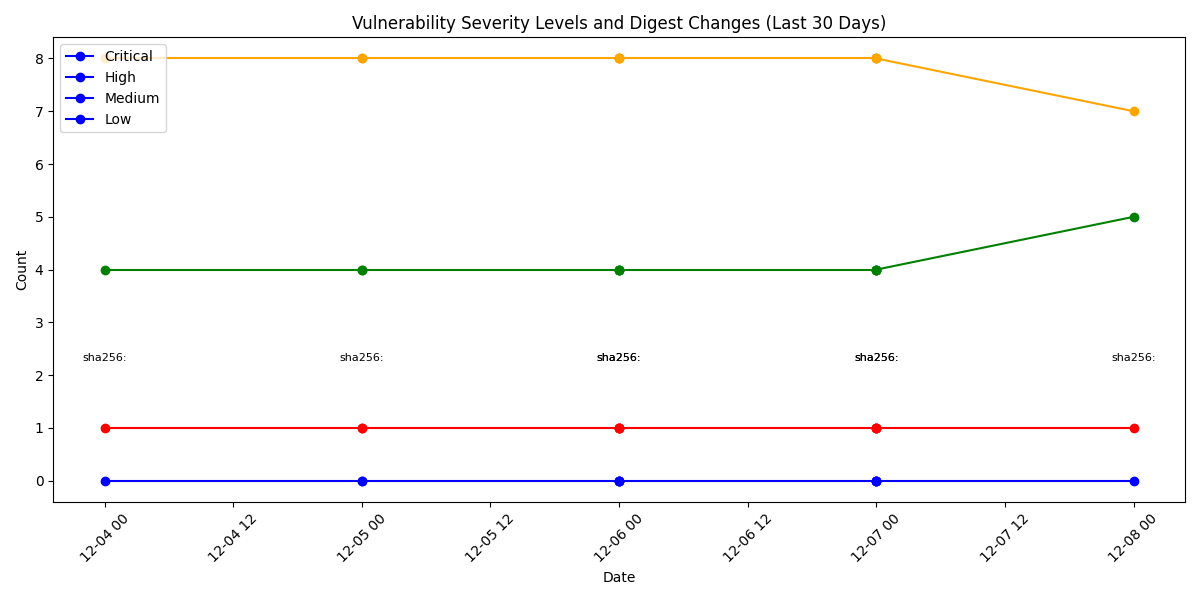 Vulnerability Severity Levels and Digest Changes (Last 30 Days)
Critical
High
Medium
Low
Count
8
7
6
5
4
3
2
1
0
sha256:
sha256:
sha256:
sha256:
sha256:
12-04 00
12-04 12
12-05 00
12-05 12
12-06 00
12-06 12
12-07 00
12-07 12
12-08 00
Date